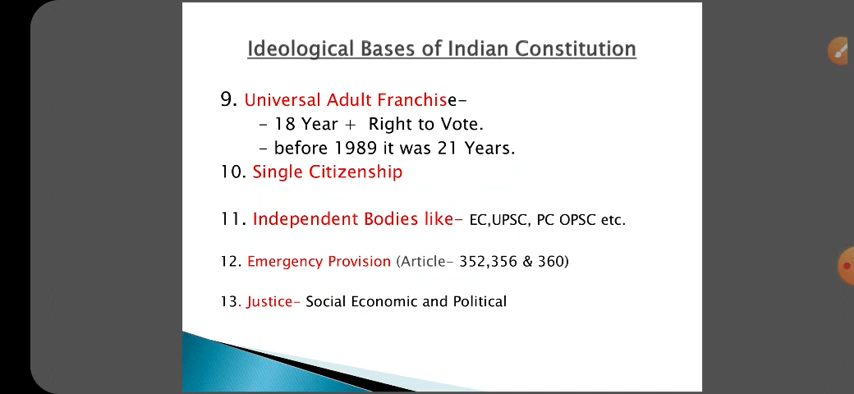 Ideological Bases of Indian Constitution
9. Universal Adult Franchise-
- 18 Year + Right to Vote.
- before 1989 it was 21 Years.
10. Single Citizenship
11. Independent Bodies like- EC,UPSC, PC OPSC etc.
12. Emergency Provision (Article- 352,356 & 360)
13. Justice- Social Economic and Political